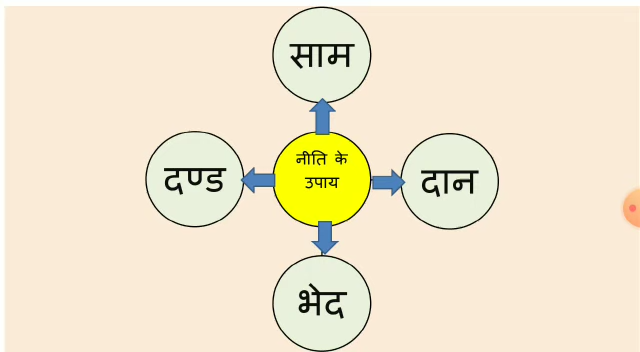 साम
नीति के
उपाय
दण्ड
दान
भेद